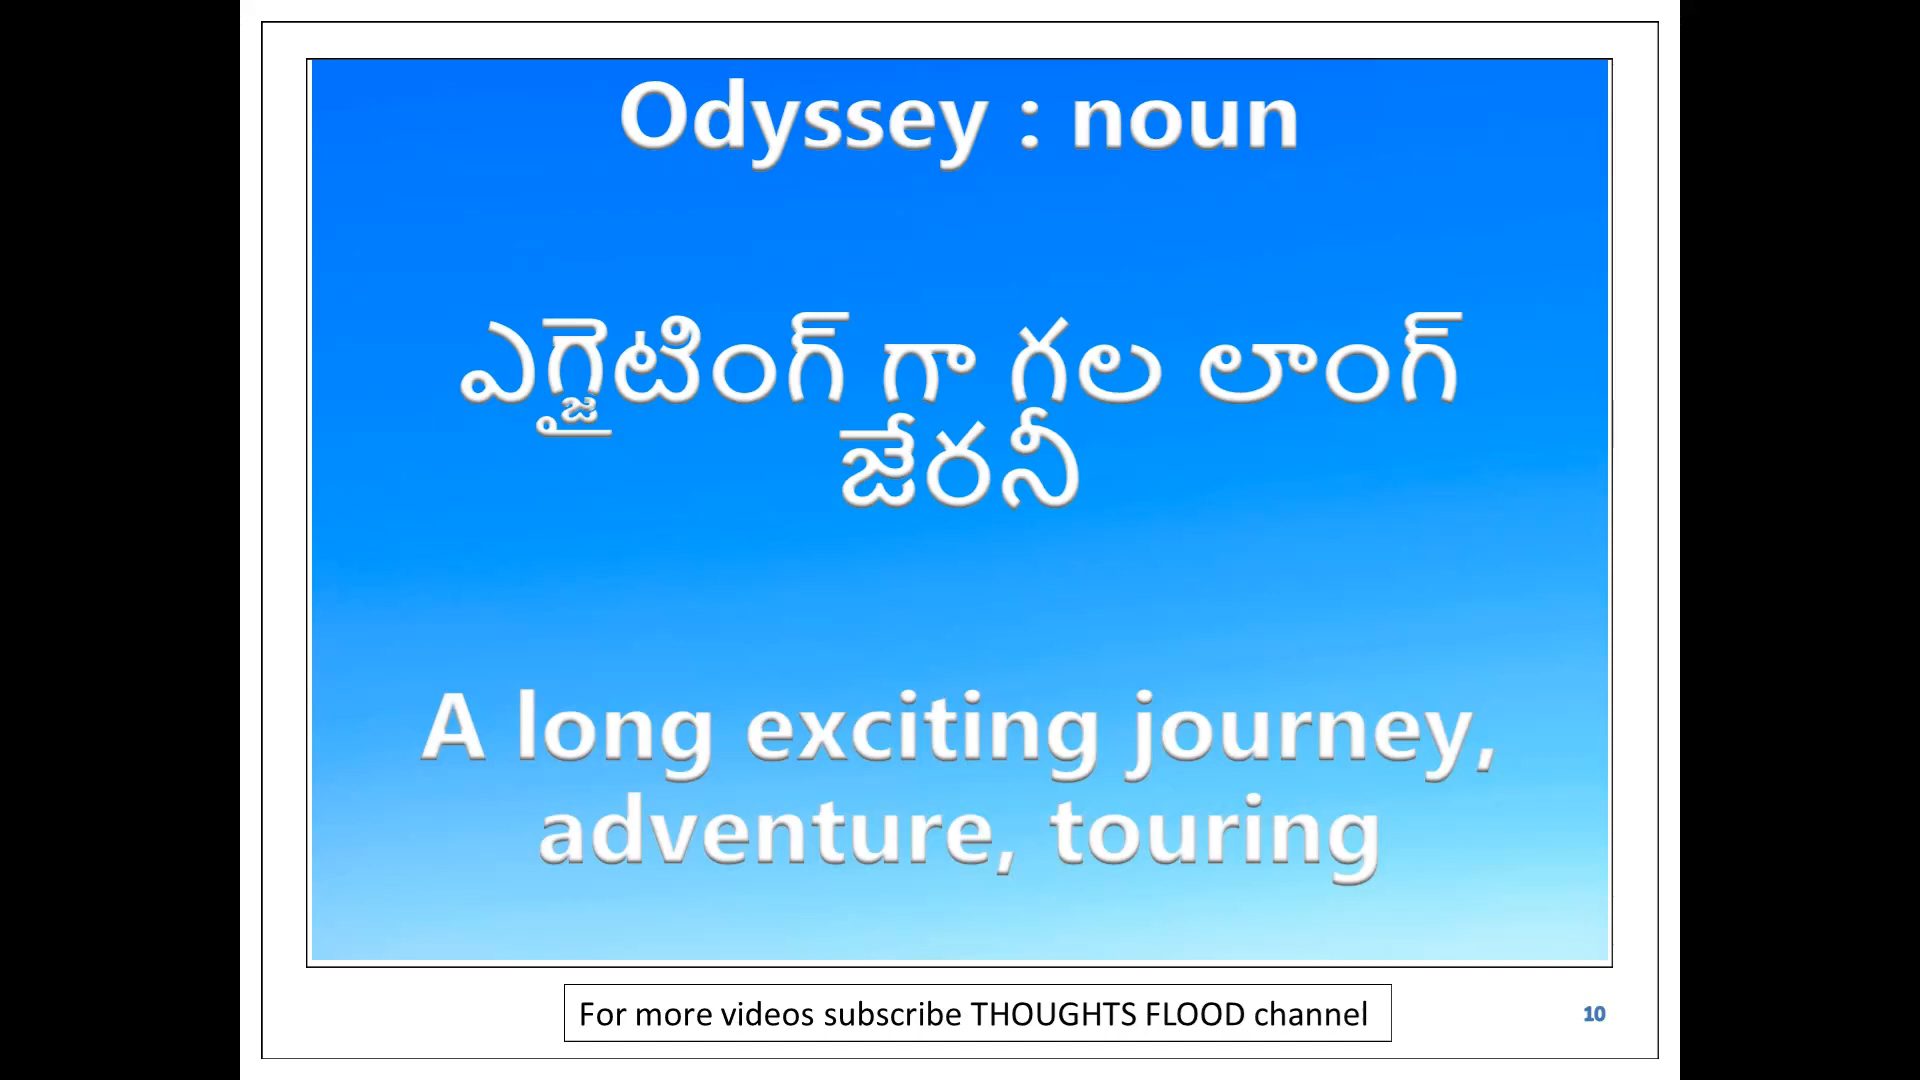 Odyssey : noun
ఎగ్జైటింగ్ గా గల లాంగ్
జేరనీ
A long exciting journey,
adventure, touring
For more videos subscribe THOUGHTS FLOOD channel
10